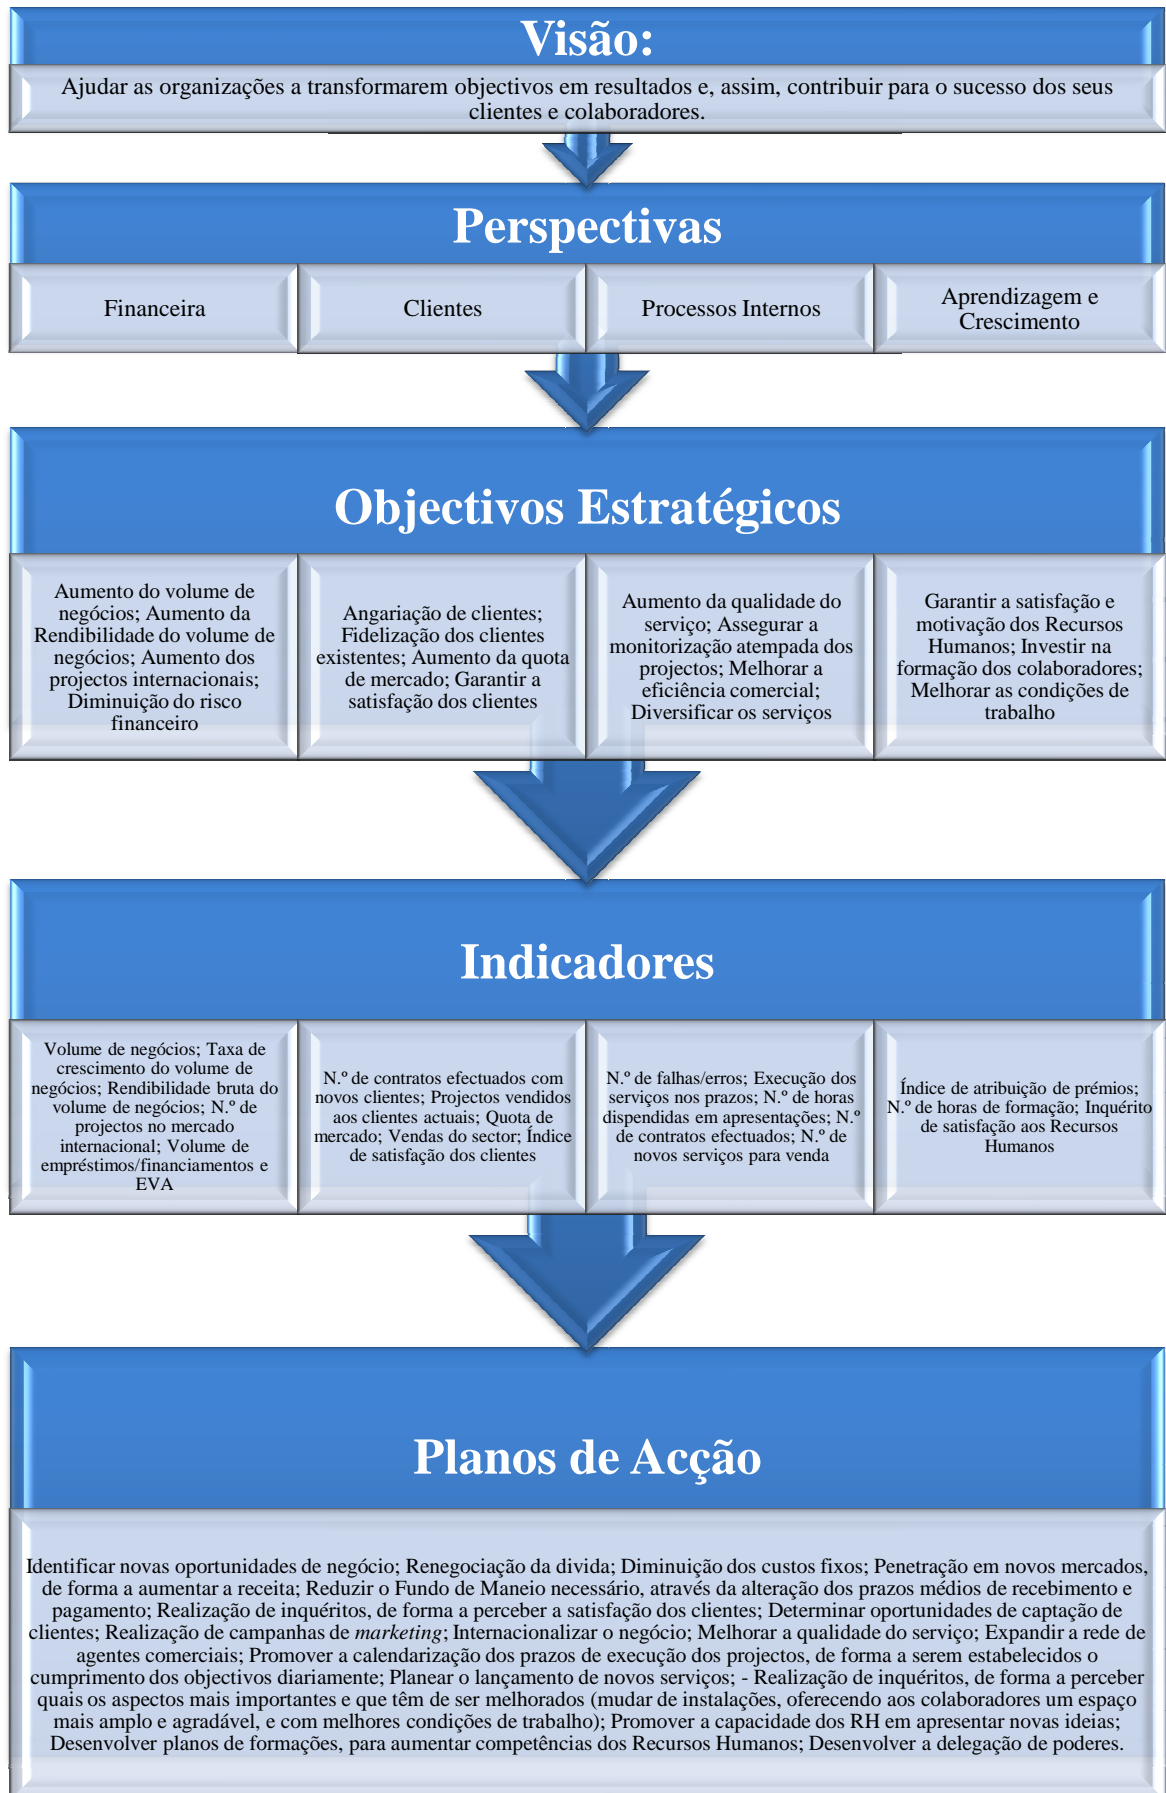 Visão:
Ajudar as organizações a transformarem objectivos em resultados e, assim, contribuir para o sucesso dos seus
clientes e colaboradores.
Perspectivas
Financeira
Clientes
Processos Internos
Aprendizagem e
Crescimento
Objectivos Estratégicos
Aumento do volume de
negócios; Aumento da
Rendibilidade do volume de
negócios; Aumento dos
projectos internacionais;
Diminuição do risco
financeiro
Angariação de clientes;
Fidelização dos clientes
existentes; Aumento da quota
de mercado; Garantir a
satisfação dos clientes
Aumento da qualidade do
serviço; Assegurar a
monitorização atempada dos
projectos; Melhorar a
eficiência comercial;
Diversificar os serviços
Garantir a satisfação e
motivação dos Recursos
Humanos; Investir na
formação dos colaboradores;
Melhorar as condições de
trabalho
Indicadores
Volume de negócios; Taxa de
crescimento do volume de
negócios; Rendibilidade bruta do
volume de negócios; N.º de
projectos no mercado
internacional; Volume de
empréstimos/financiamentos e
EVA
N.º de contratos efectuados com
novos clientes; Projectos vendidos
aos clientes actuais; Quota de
mercado; Vendas do sector; Índice
de satisfação dos clientes
N.º de falhas/erros; Execução dos
serviços nos prazos; N.º de horas
dispendidas em apresentações; N.º
de contratos efectuados; N.º de
novos serviços para venda
Índice de atribuição de prémios;
N.º de horas de formação; Inquérito
de satisfação aos Recursos
Humanos
Planos de Acção
Identificar novas oportunidades de negócio; Renegociação da divida; Diminuição dos custos fixos; Penetração em novos mercados,
de forma a aumentar a receita; Reduzir o Fundo de Maneio necessário, através da alteração dos prazos médios de recebimento e
pagamento; Realização de inquéritos, de forma a perceber a satisfação dos clientes; Determinar oportunidades de captação de
clientes; Realização de campanhas de marketing; Internacionalizar o negócio; Melhorar a qualidade do serviço; Expandir a rede de
agentes comerciais; Promover a calendarização dos prazos de execução dos projectos, de forma a serem estabelecidos o
cumprimento dos objectivos diariamente; Planear o lançamento de novos serviços; - Realização de inquéritos, de forma a perceber
quais os aspectos mais importantes e que têm de ser melhorados (mudar de instalações, oferecendo aos colaboradores um espaço
mais amplo e agradável, e com melhores condições de trabalho); Promover a capacidade dos RH em apresentar novas ideias;
Desenvolver planos de formações, para aumentar competências dos Recursos Humanos; Desenvolver a delegação de poderes.